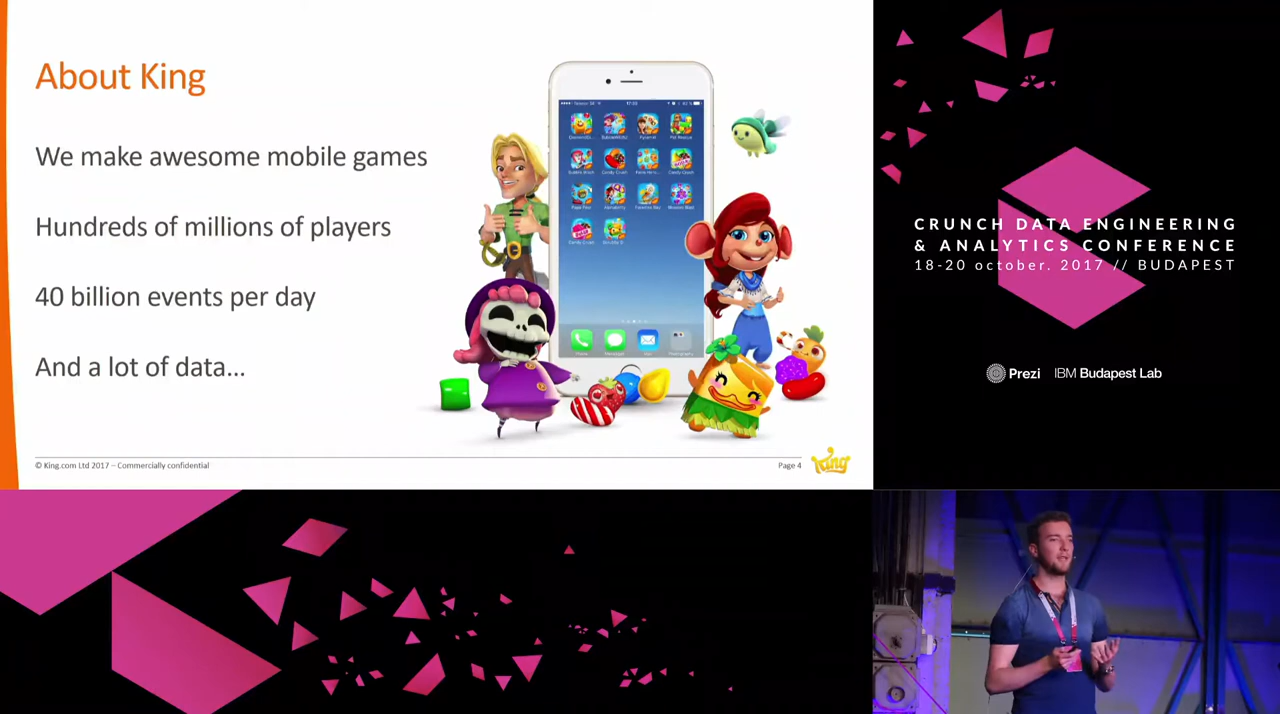 About King
We make awesome mobile games
Hundreds of millions of players
40 billion events per day
And a lot of data...
© King.com Ltd 2017 – Commercially confidential
Page 4
King
CRUNCH DATA ENGINEERING
& ANALYTICS CONFERENCE
18-20 october. 2017 // BUDAPEST
Prezi
IBM Budapest Lab